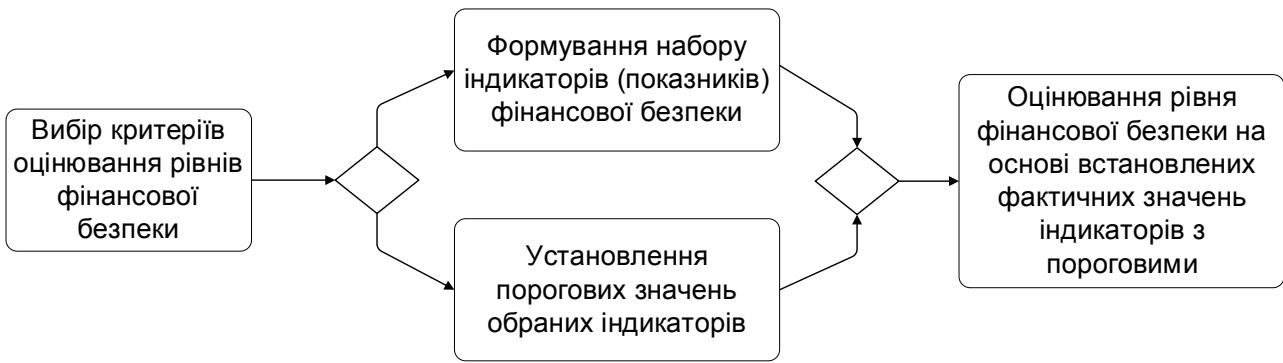 Вибір критеріїв
оцінювання рівнів
фінансової
безпеки
Формування набору
індикаторів (показників)
фінансової безпеки
Установлення
порогових значень
обраних індикаторів
Оцінювання рівня
фінансової безпеки на
основі встановлених
фактичних значень
індикаторів з
пороговими